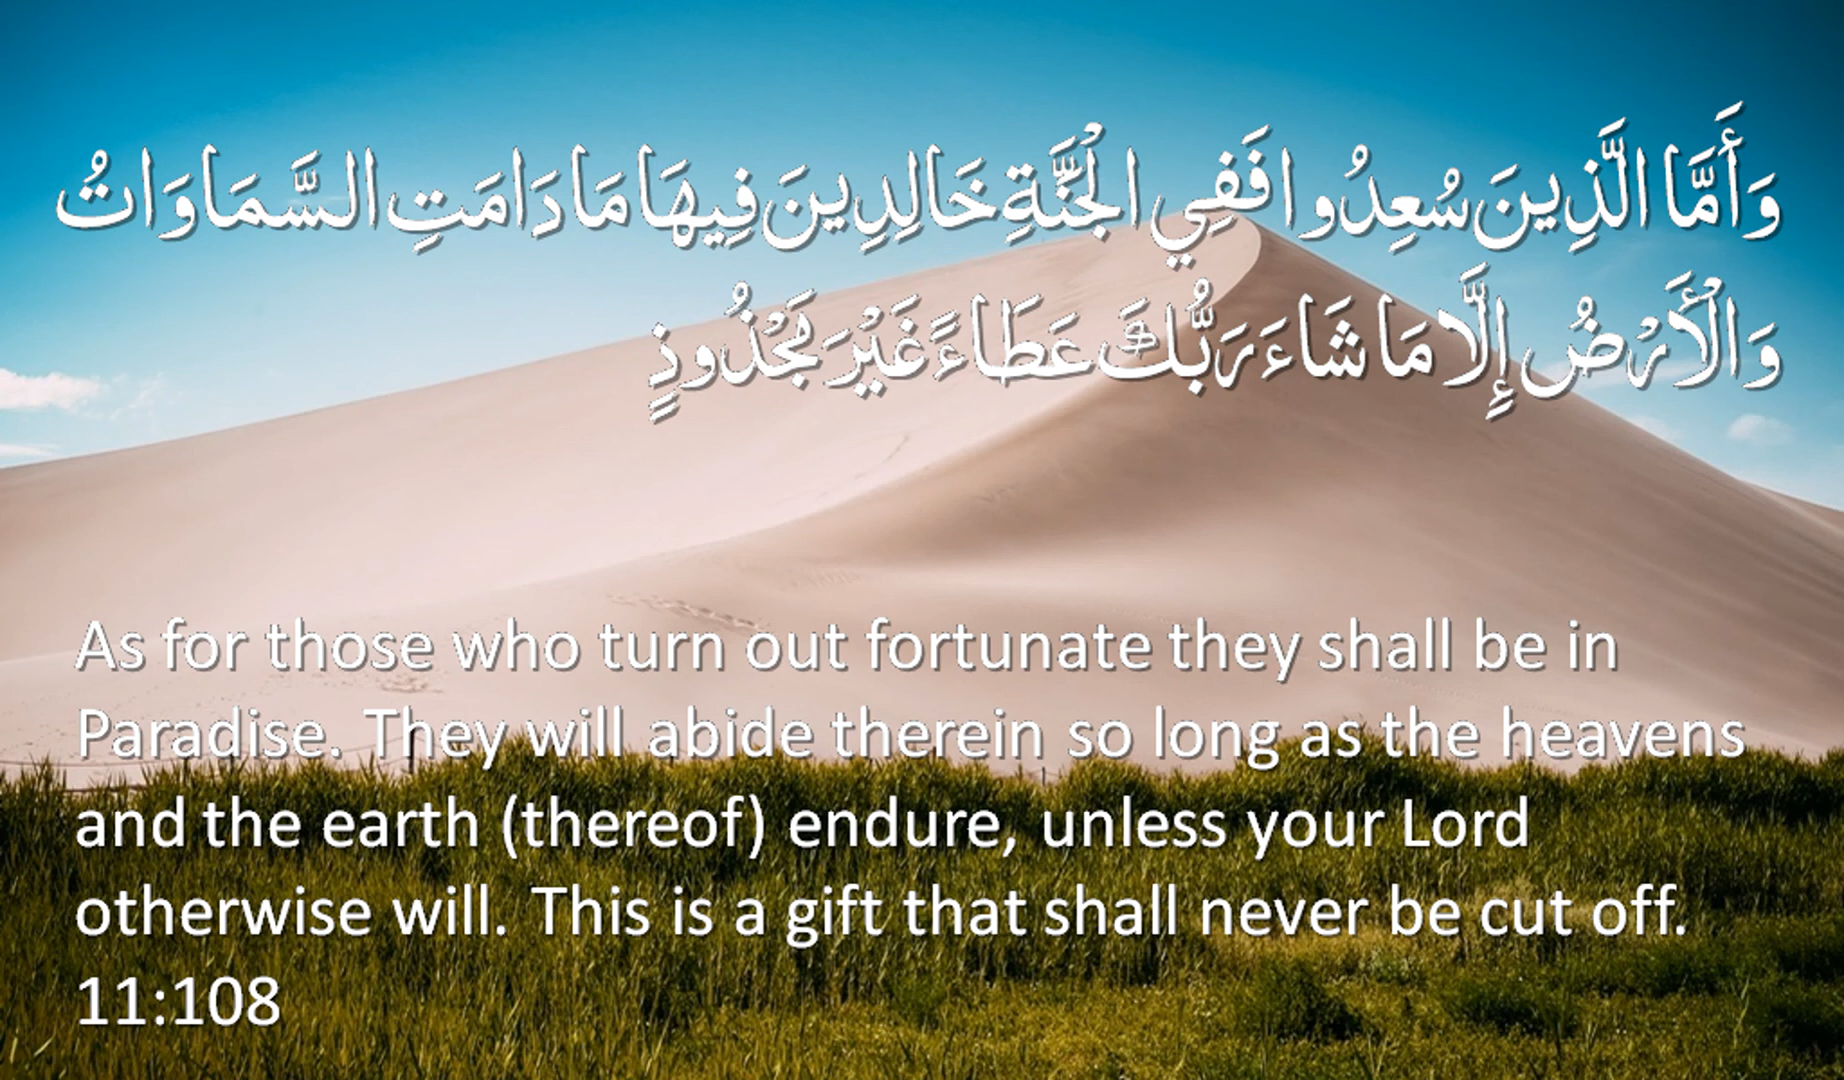 وَأَمَّا الَّذِينَ سُعِدُوا فَفِي الْجَنَّةِ خَالِدِينَ فِيهَا مَا دَامَتِ السَّمَاوَاتُ
وَالْأَرْضُ إِلَّا مَا شَاءَ رَبُّكَ عَطَاءً غَيْرَ مَجْذُوذٍ
As for those who turn out fortunate they shall be in
Paradise. They will abide therein so long as the heavens
and the earth (thereof) endure, unless your Lord
otherwise will. This is a gift that shall never be cut off.
11:108